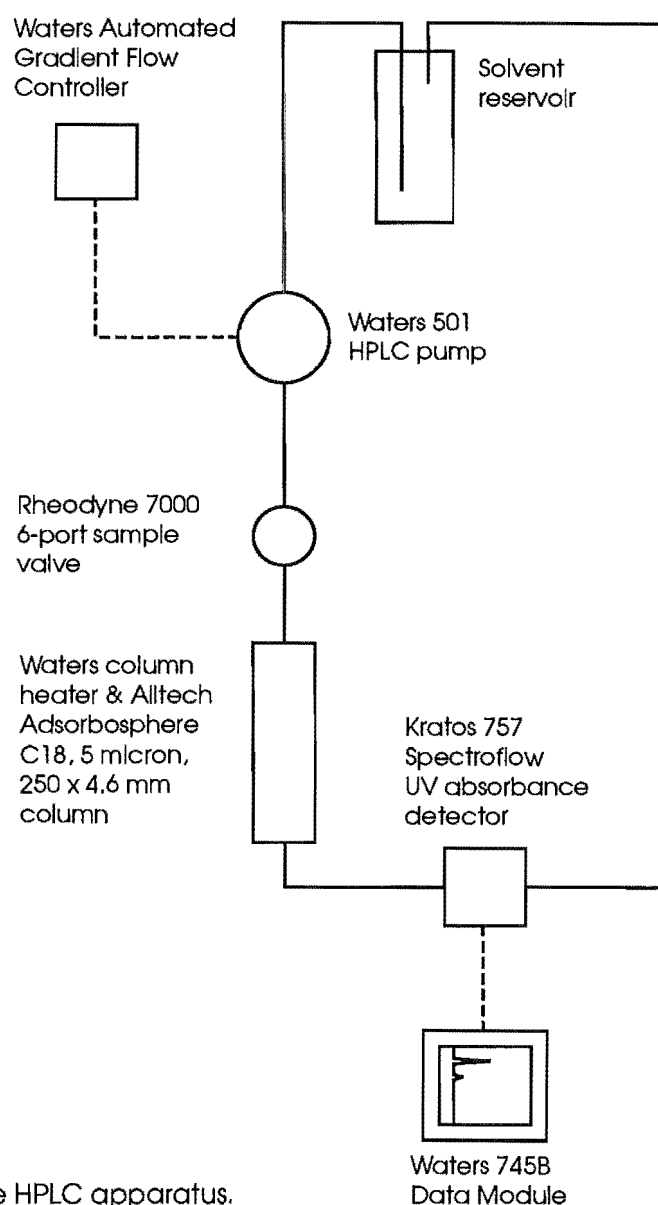 Waters Automated
Gradient Flow
Controller
Solvent
reservoir
Waters 501
HPLC pump
Rheodyne 7000
6-port sample
valve
Waters column
heater & Alltech
Adsorbosphere
C18, 5 micron,
250 x 4.6 mm
column
Kratos 757
Spectroflow
UV absorbance
detector
Waters 745B
Data Module
e HPLC apparatus.